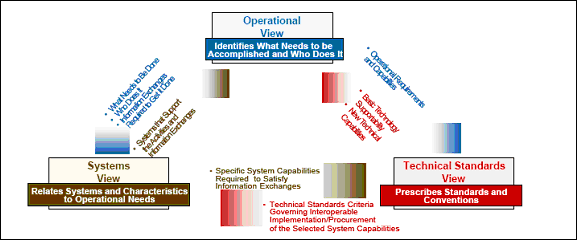 Operational
View
Identifies What Needs to be
Accomplished and Who Does It
• What Needs to Be Done
• Who Does It
• Information Exchanges
Required to Get It Done
• Systems that Support
the Activities and
Information Exchanges
• Operational Requirements
and Capabilities
• Basic Technology
Supportability
• New Technical
Capabilities
Systems
View
Relates Systems and Characteristics
to Operational Needs
• Specific System Capabilities
Required to Satisfy
Information Exchanges
• Technical Standards Criteria
Governing Interoperable
Implementation/Procurement
of the Selected System Capabilities
Technical Standards
View
Prescribes Standards and
Conventions